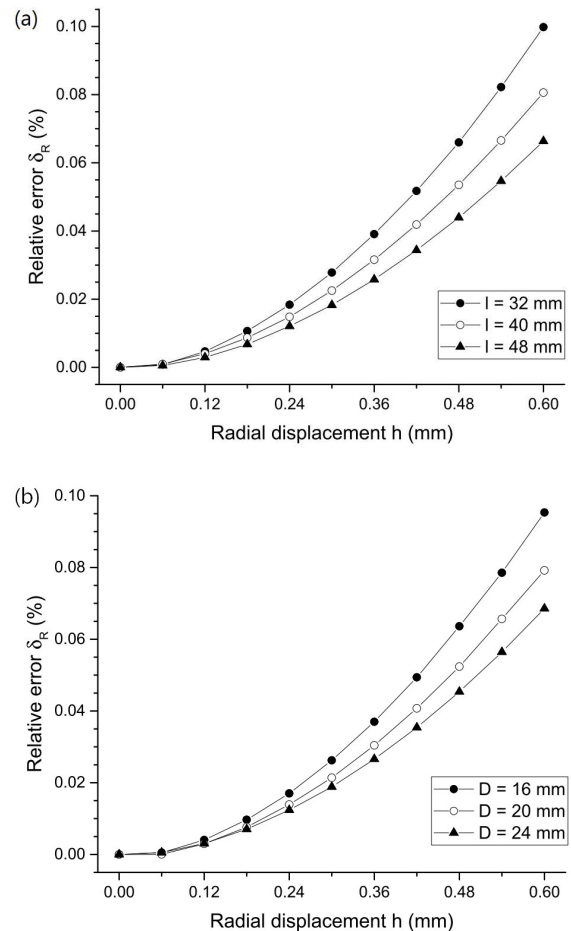 (a)
0.10
0.08
0.06
0.04
0.02
0.00
Relative error δR (%)
l = 32 mm
l = 40 mm
l = 48 mm
0.00 0.12 0.24 0.36 0.48 0.60
Radial displacement h (mm)
(b)
0.10
0.08
0.06
0.04
0.02
0.00
Relative error δR (%)
D = 16 mm
D = 20 mm
D = 24 mm
0.00 0.12 0.24 0.36 0.48 0.60
Radial displacement h (mm)